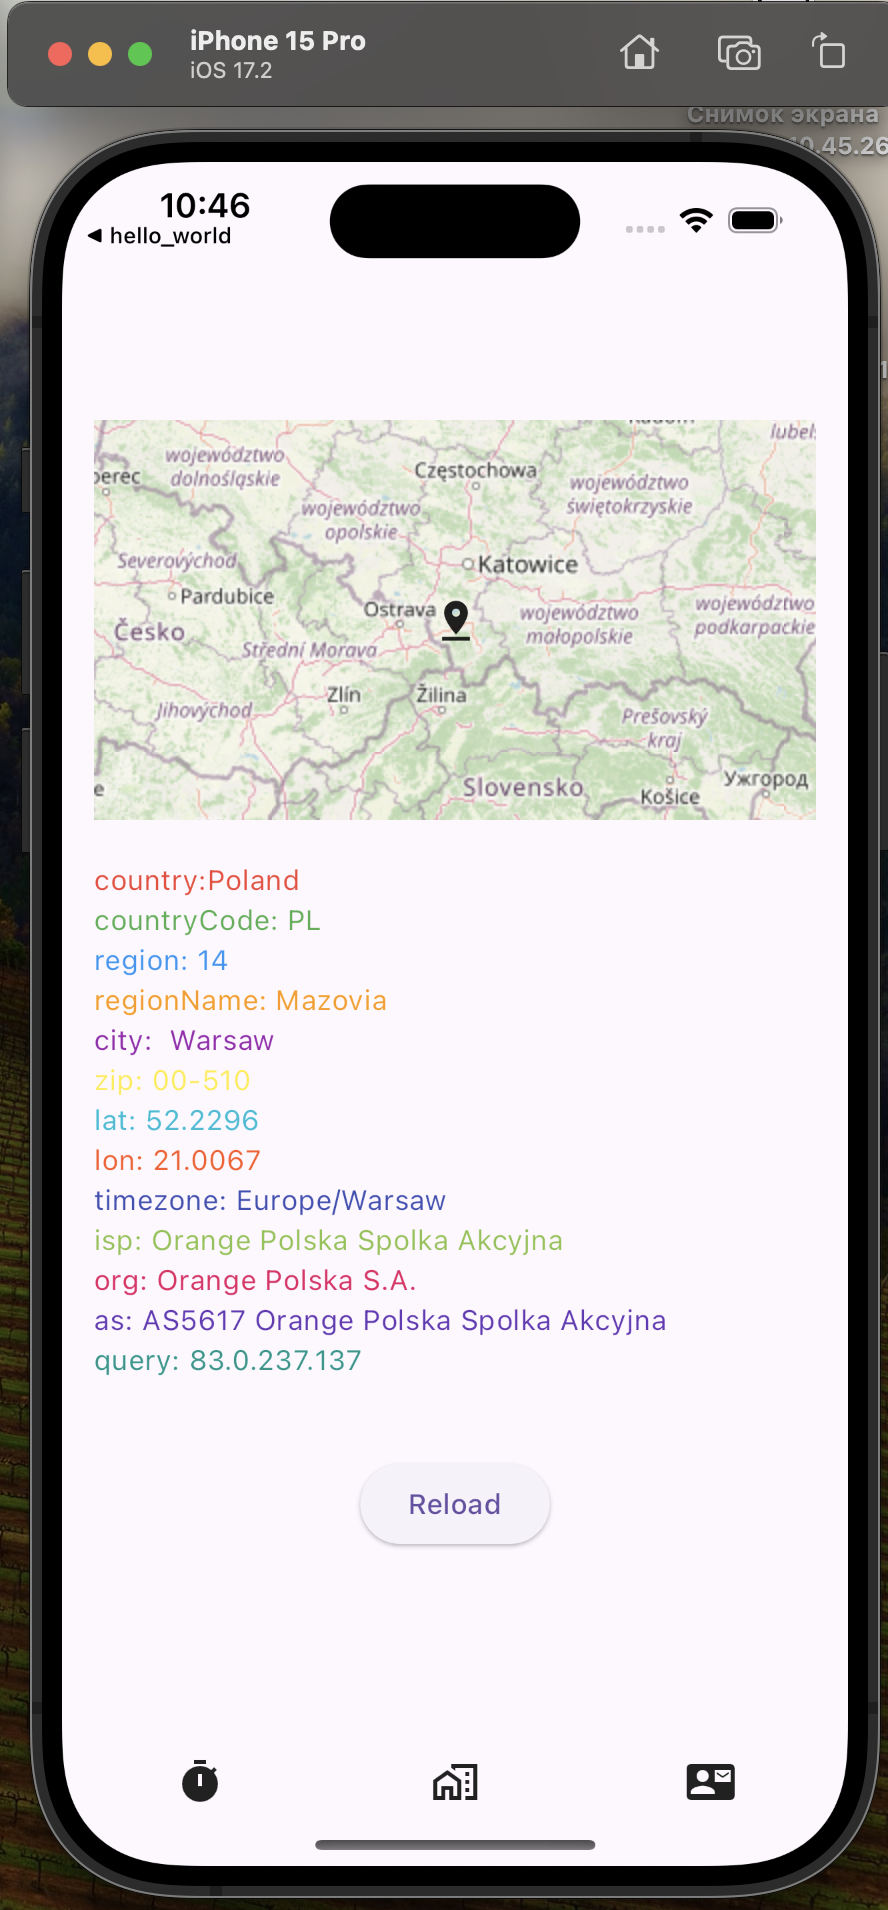 iPhone 15 Pro
iOS 17.2
Снимок экрана
10.45.26
10:46
hello_world
lubel
województwo
dolnośląskie
Częstochowa
województwo
świętokrzyskie
województwo
opolskie
Severovýchod
Katowice
Pardubice
Ostrava
województwo
małopolskie
województwo
podkarpackie
Česko
Střední Morava
Zlín
Žilina
Jihovýchod
Prešovský
kraj
Slovensko
Košice
Ужгород
country:Poland
countryCode: PL
region: 14
regionName: Mazovia
city:  Warsaw
zip: 00-510
lat: 52.2296
lon: 21.0067
timezone: Europe/Warsaw
isp: Orange Polska Spolka Akcyjna
org: Orange Polska S.A.
as: AS5617 Orange Polska Spolka Akcyjna
query: 83.0.237.137
Reload